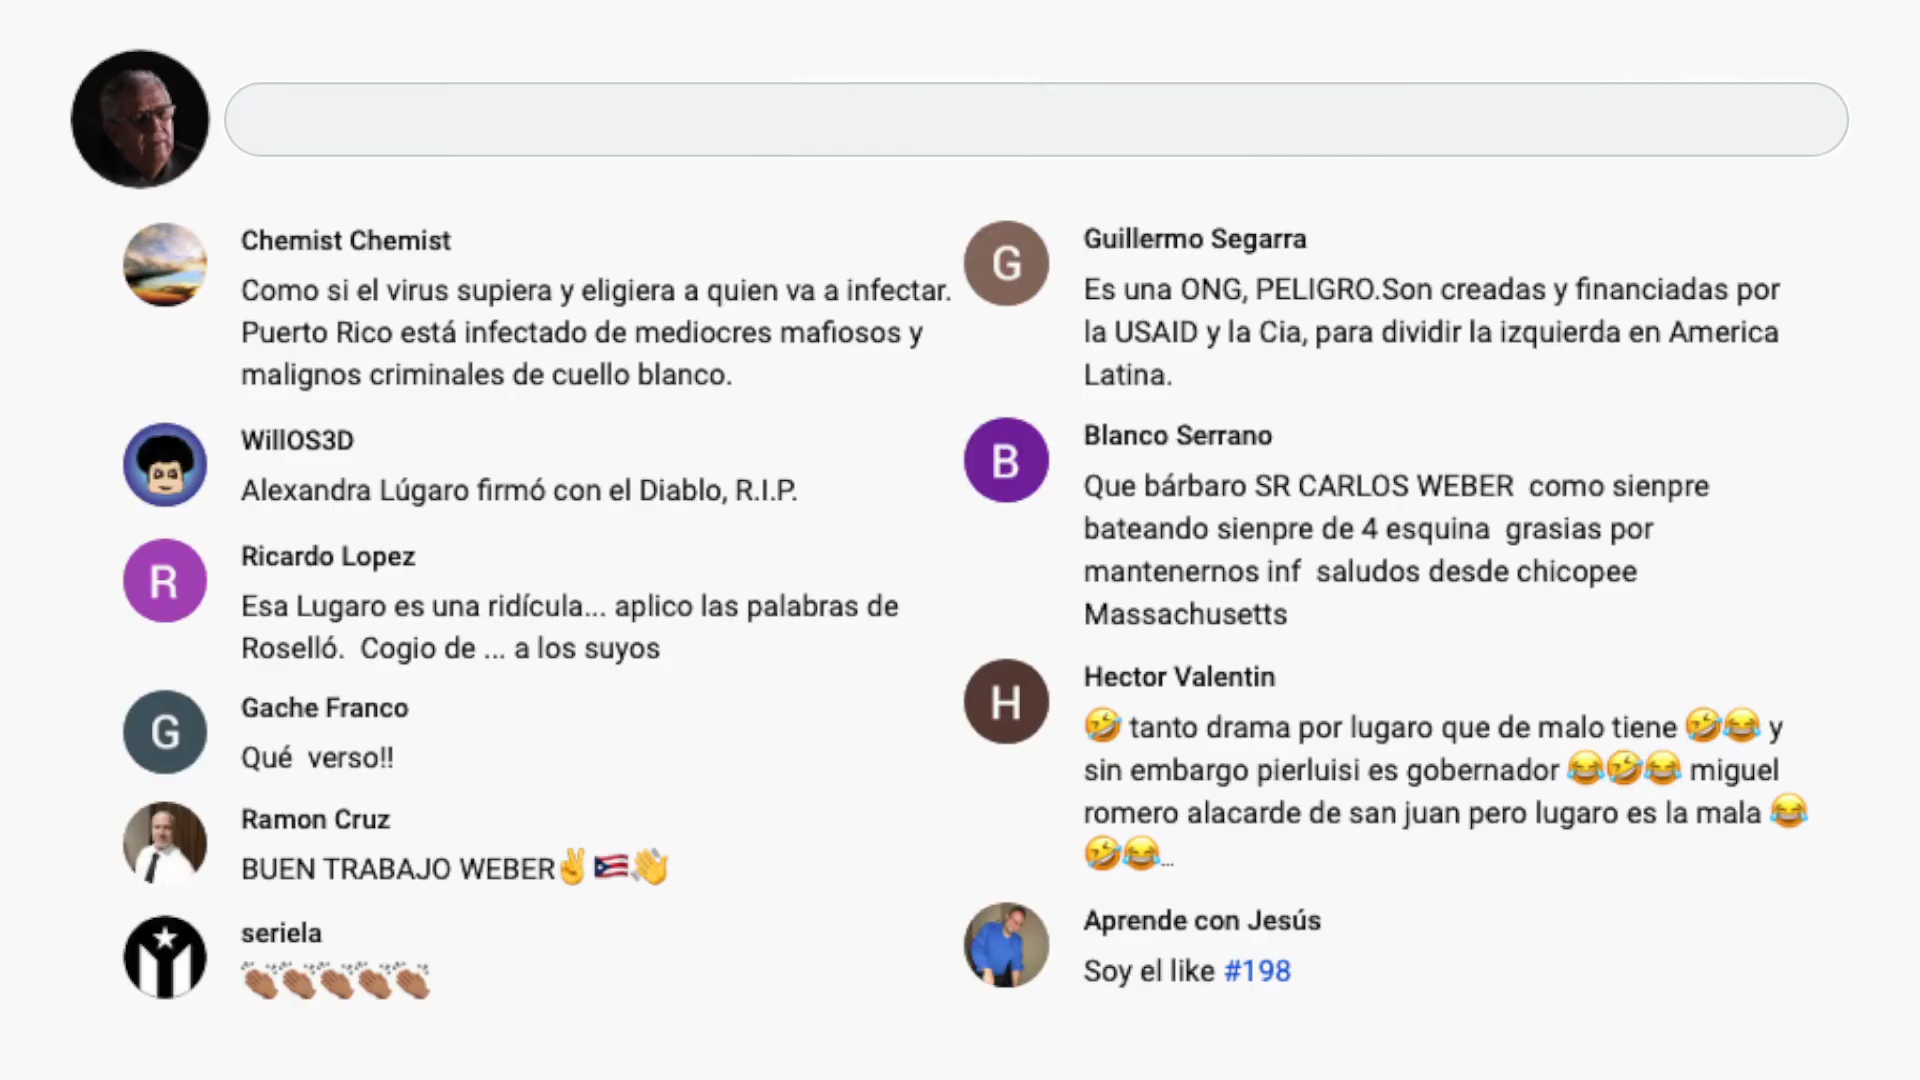 Chemist Chemist
Como si el virus supiera y eligiera a quien va a infectar.
Puerto Rico está infectado de mediocres mafiosos y
malignos criminales de cuello blanco.
WillOS3D
Alexandra Lúgaro firmó con el Diablo, R.I.P.
R
Ricardo Lopez
Esa Lugaro es una ridícula... aplico las palabras de
Roselló.  Cogio de ... a los suyos
G
Gache Franco
Qué  verso!!
Ramon Cruz
BUEN TRABAJO WEBER✌️ 🇵🇷👋
seriela
👏🏾👏🏾👏🏾👏🏾👏🏾
G
Guillermo Segarra
Es una ONG, PELIGRO.Son creadas y financiadas por
la USAID y la Cia, para dividir la izquierda en America
Latina.
B
Blanco Serrano
Que bárbaro SR CARLOS WEBER  como sienpre
bateando sienpre de 4 esquina  grasias por
mantenernos inf  saludos desde chicopee
Massachusetts
H
Hector Valentin
🤣 tanto drama por lugaro que de malo tiene 🤣😂 y
sin embargo pierluisi es gobernador 😂🤣😂 miguel
romero alacarde de san juan pero lugaro es la mala 😂
🤣😂...
Aprende con Jesús
Soy el like #198